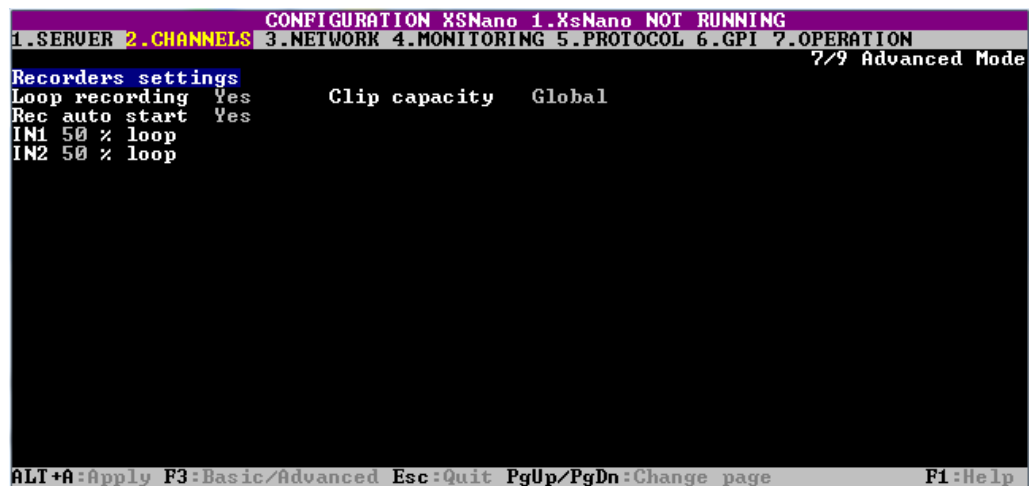 CONFIGURATION XSNano 1.XsNano NOT RUNNING
1.SERVER 2.CHANNELS 3.NETWORK 4.MONITORING 5.PROTOCOL 6.GPI 7.OPERATION
7/9 Advanced Mode
Recorders settings
Loop recording Yes Clip capacity Global
Rec auto start Yes
IN1 50 % loop
IN2 50 % loop
ALT+A:Apply F3:Basic/Advanced Esc:Quit PgUp/PgDn:Change page F1:Help